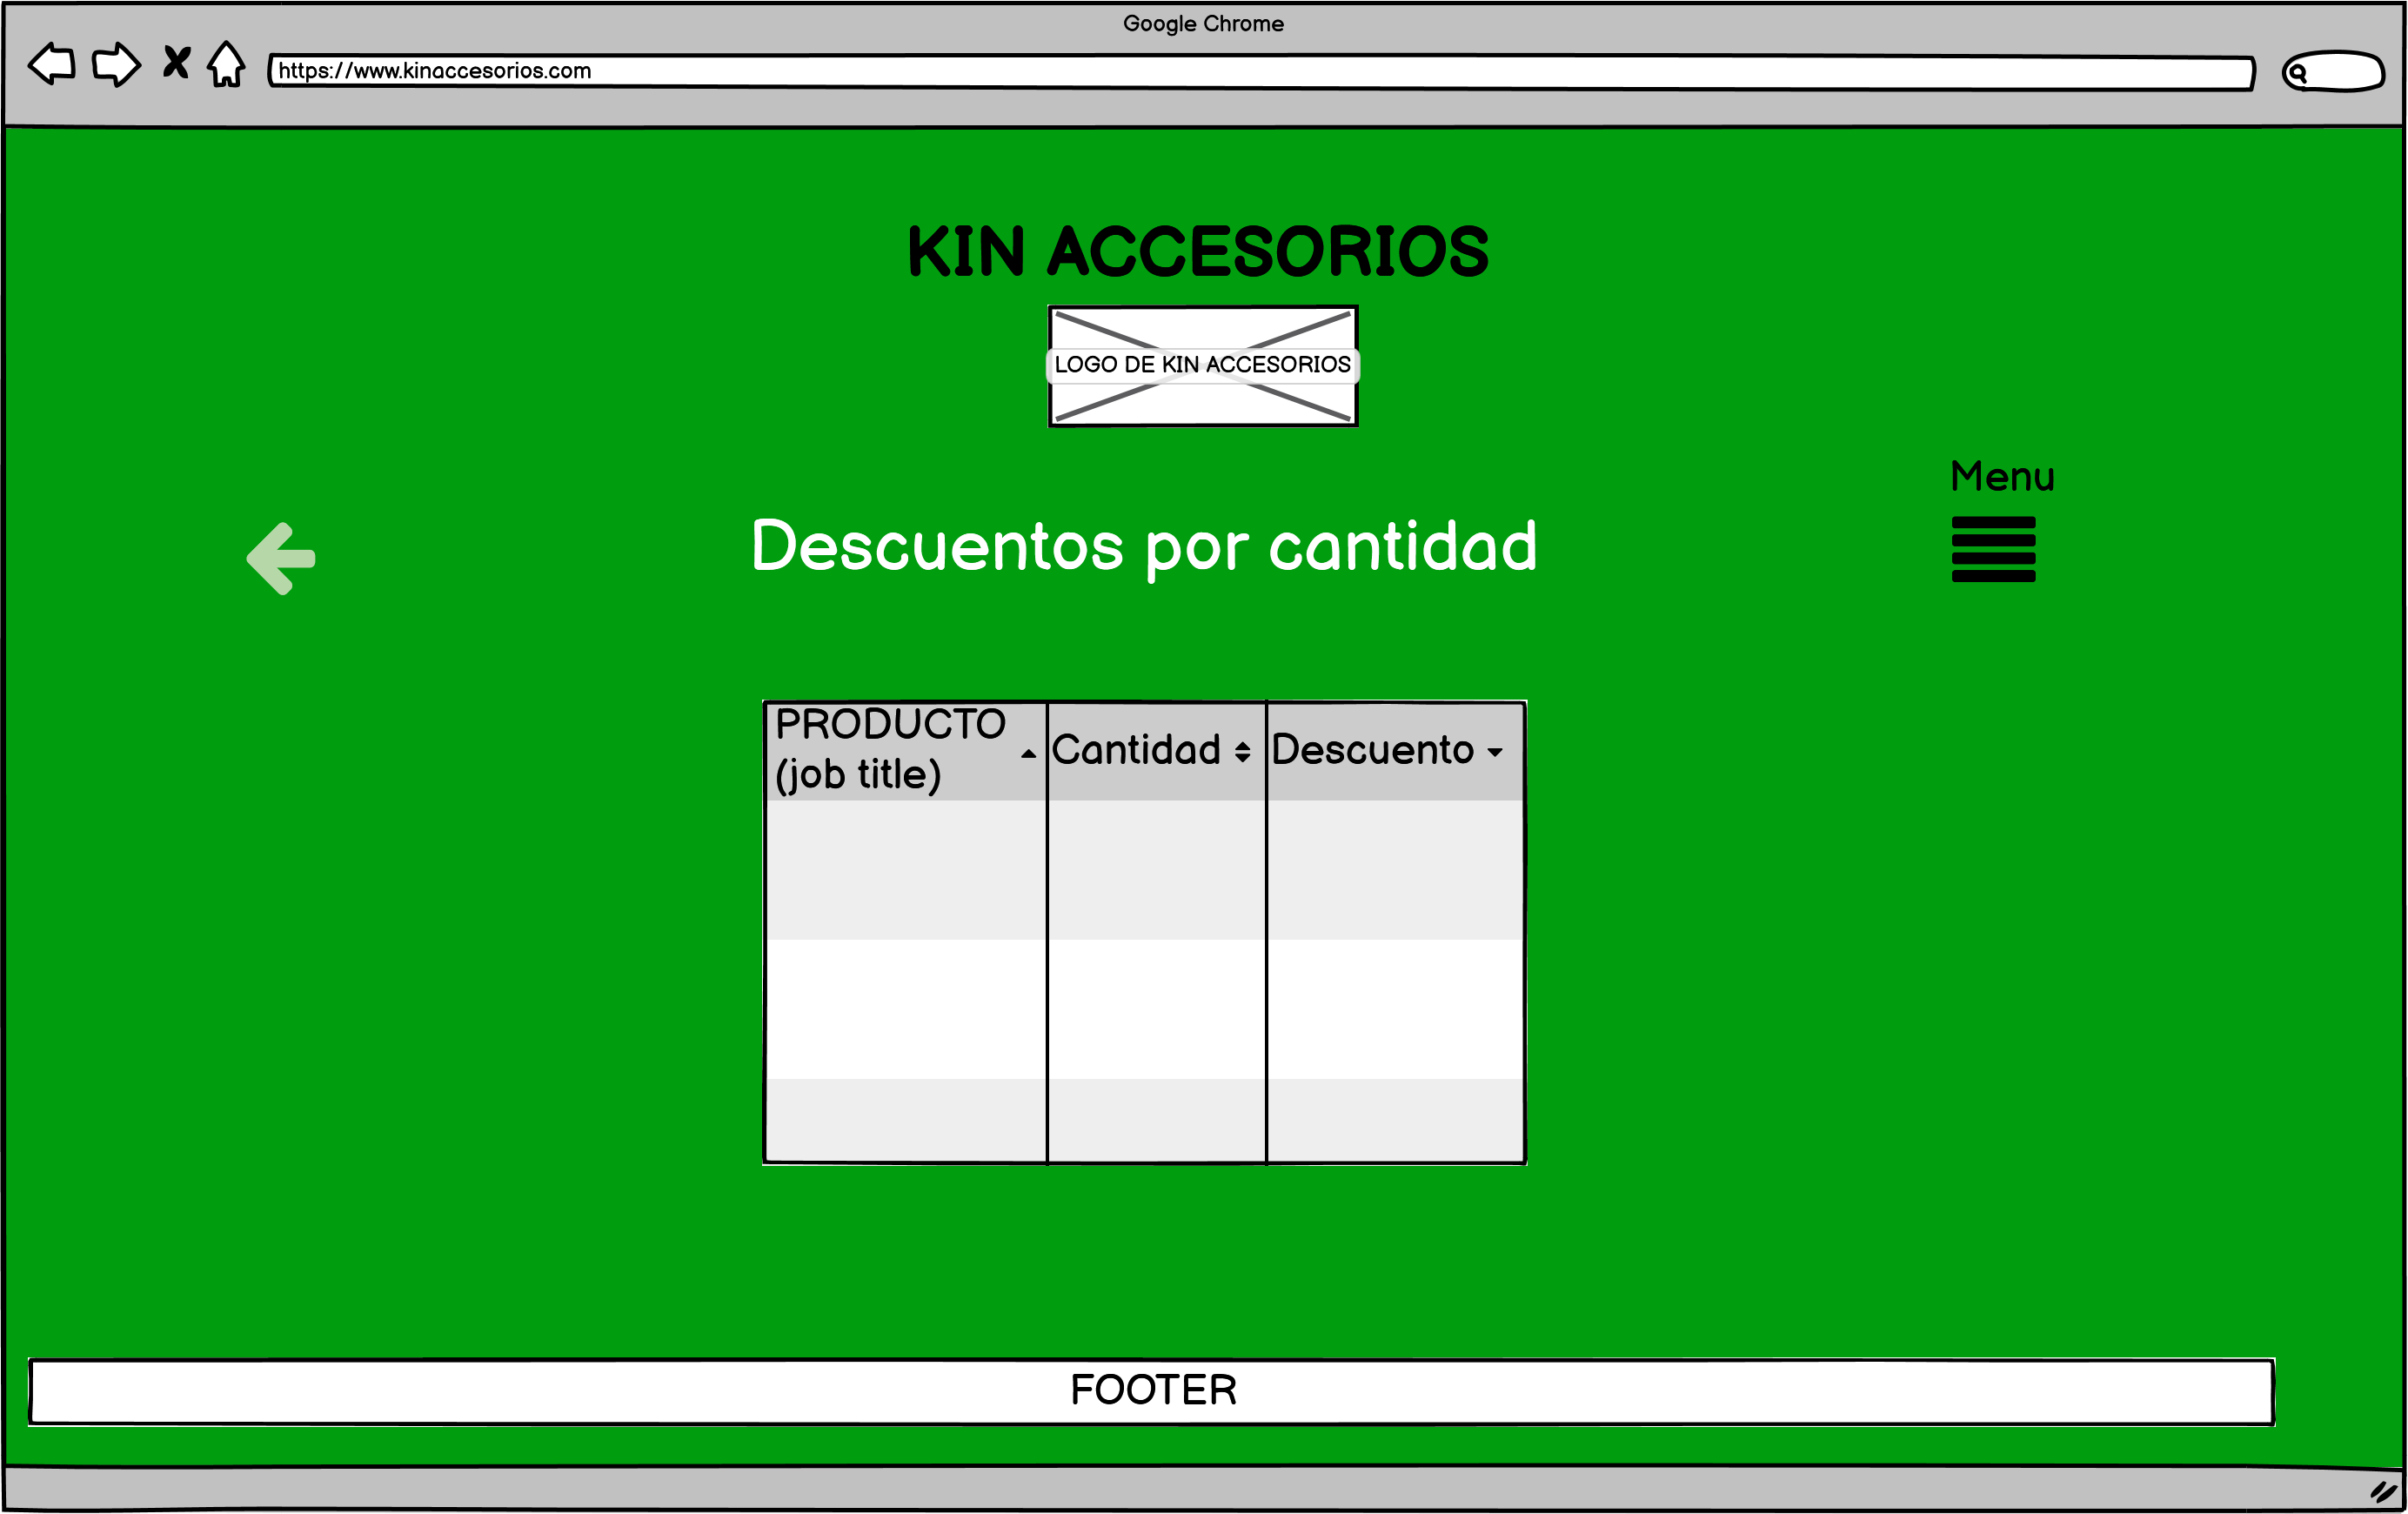 Google Chrome
https://www.kinaccesorios.com
KIN ACCESORIOS
LOGO DE KIN ACCESORIOS
Menu
Descuentos por cantidad
PRODUCTO
(job title)
Cantidad
Descuento
FOOTER